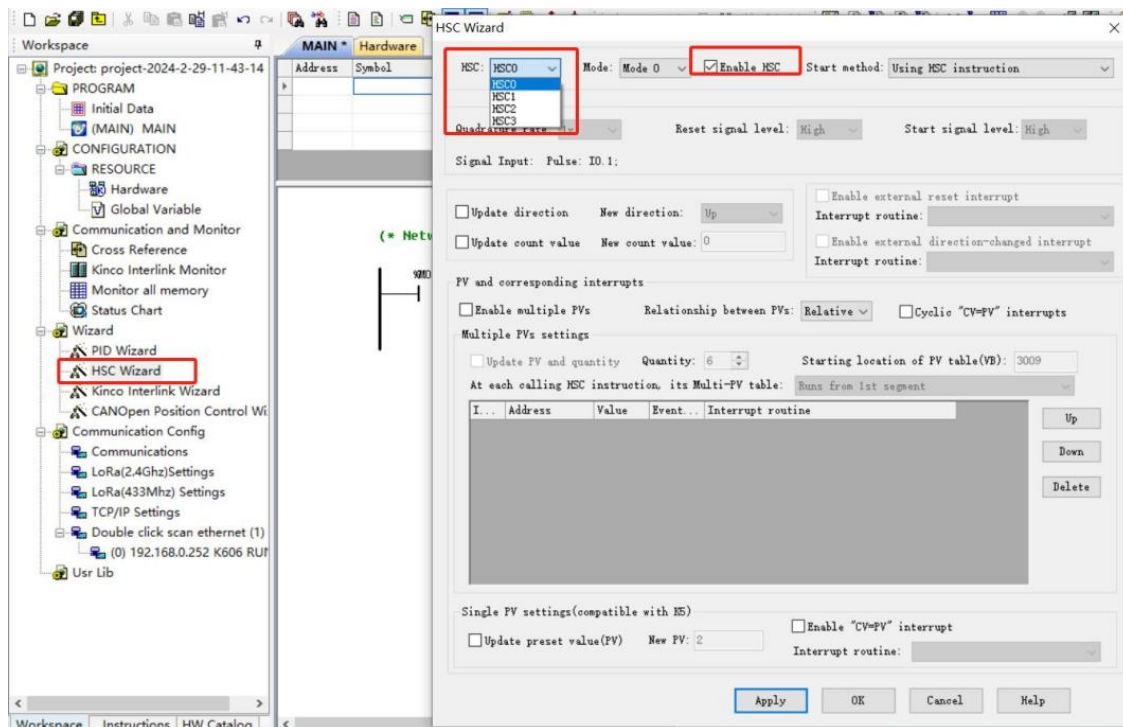 Workspace
Project: project-2024-2-29-11-43-14
PROGRAM
Initial Data
(MAIN) MAIN
CONFIGURATION
RESOURCE
Hardware
Global Variable
Communication and Monitor
Cross Reference
Kinco Interlink Monitor
Monitor all memory
Status Chart
Wizard
PID Wizard
HSC Wizard
Kinco Interlink Wizard
CANOpen Position Control Wi
Communication Config
Communications
LoRa(2.4Ghz)Settings
LoRa(433Mhz) Settings
TCP/IP Settings
Double click scan ethernet (1)
(0) 192.168.0.252 K606 RUN
Usr Lib
Workspace Instructions HW Catalog
MAIN * Hardware
Address Symbol
(* Netw
%M0
HSC Wizard
HSC: HSC0 Mode: Mode 0 Enable HSC Start method: Using HSC instruction
HSC0
HSC1
HSC2
HSC3
Quadrature rate: Reset signal level: High Start signal level: High
Signal Input: Pulse: I0.1;
Update direction New direction: Up
Update count value New count value: 0
Enable external reset interrupt
Interrupt routine:
Enable external direction-changed interrupt
Interrupt routine:
PV and corresponding interrupts
Enable multiple PVs Relationship between PVs: Relative Cyclic "CV=PV" interrupts
Multiple PVs settings
Update PV and quantity Quantity: 6 Starting location of PV table(VB): 3009
At each calling HSC instruction, its Multi-PV table: Runs from 1st segment
I... Address Value Event... Interrupt routine
Up
Down
Delete
Single PV settings(compatible with K5)
Update preset value(PV) New PV: 2
Enable "CV=PV" interrupt
Interrupt routine:
Apply OK Cancel Help